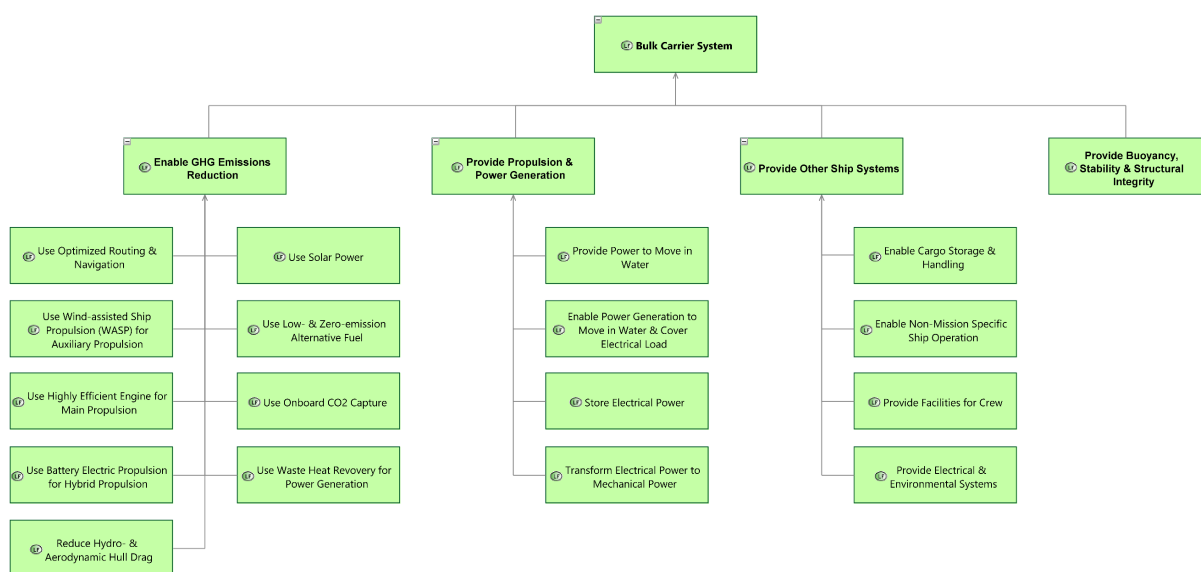 Bulk Carrier System
Enable GHG Emissions
Reduction
Provide Propulsion &
Power Generation
Provide Other Ship Systems
Provide Buoyancy,
Stability & Structural
Integrity
Use Optimized Routing &
Navigation
Use Solar Power
Use Wind-assisted Ship
Propulsion (WASP) for
Auxiliary Propulsion
Use Low- & Zero-emission
Alternative Fuel
Use Highly Efficient Engine for
Main Propulsion
Use Onboard CO2 Capture
Use Battery Electric Propulsion
for Hybrid Propulsion
Use Waste Heat Revovery for
Power Generation
Reduce Hydro- &
Aerodynamic Hull Drag
Provide Power to Move in
Water
Enable Power Generation to
Move in Water & Cover
Electrical Load
Store Electrical Power
Transform Electrical Power to
Mechanical Power
Enable Cargo Storage &
Handling
Enable Non-Mission Specific
Ship Operation
Provide Facilities for Crew
Provide Electrical &
Environmental Systems